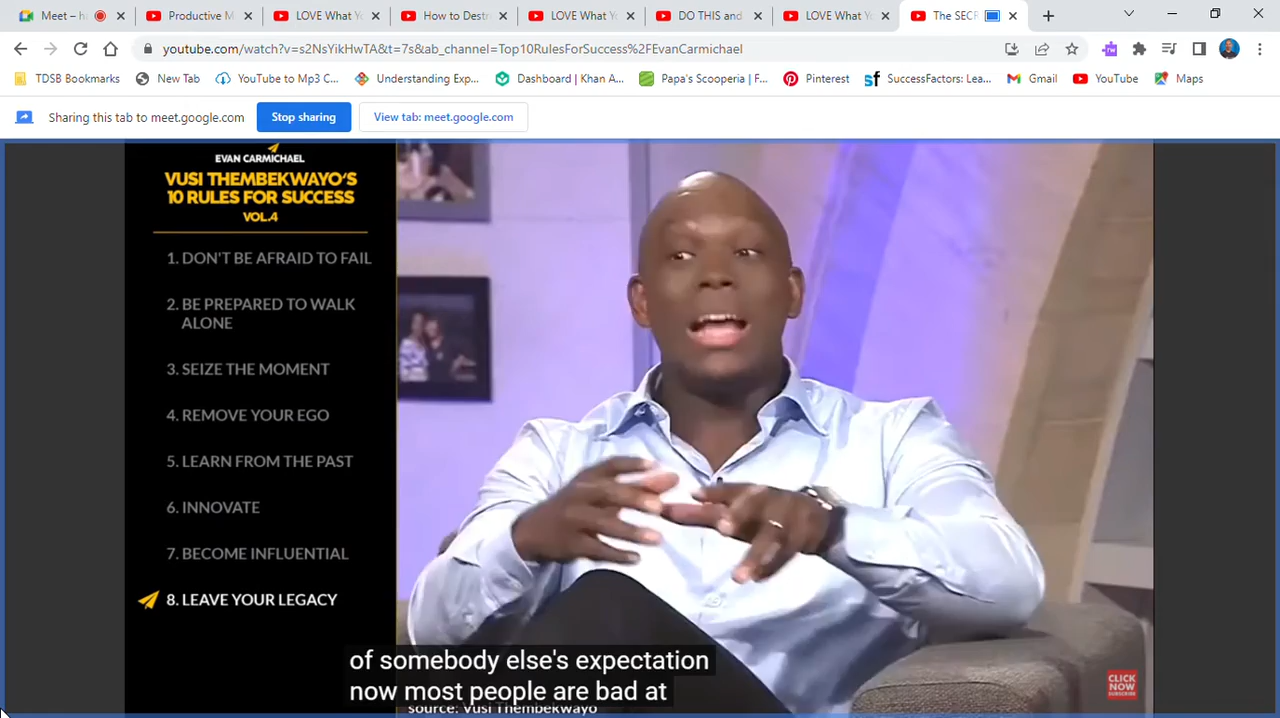 Meet – ha
Productive M
LOVE What Yo
How to Destr
LOVE What Yo
DO THIS and
LOVE What Yo
The SECR
youtube.com/watch?v=s2NsYikHwTA&t=7s&ab_channel=Top10RulesForSuccess%2FEvanCarmichael
TDSB Bookmarks
New Tab
YouTube to Mp3 C...
Understanding Exp...
Dashboard | Khan A...
Papa's Scooperia | F...
Pinterest
SuccessFactors: Lea...
Gmail
YouTube
Maps
Sharing this tab to meet.google.com
Stop sharing
View tab: meet.google.com
EVAN CARMICHAEL
VUSI THEMBEKWAYO'S
10 RULES FOR SUCCESS
VOL.4
1. DON'T BE AFRAID TO FAIL
2. BE PREPARED TO WALK
ALONE
3. SEIZE THE MOMENT
4. REMOVE YOUR EGO
5. LEARN FROM THE PAST
6. INNOVATE
7. BECOME INFLUENTIAL
8. LEAVE YOUR LEGACY
of somebody else's expectation
now most people are bad at
source: Vusi Thembekwayo
CLICK
NOW
SUBSCRIBE